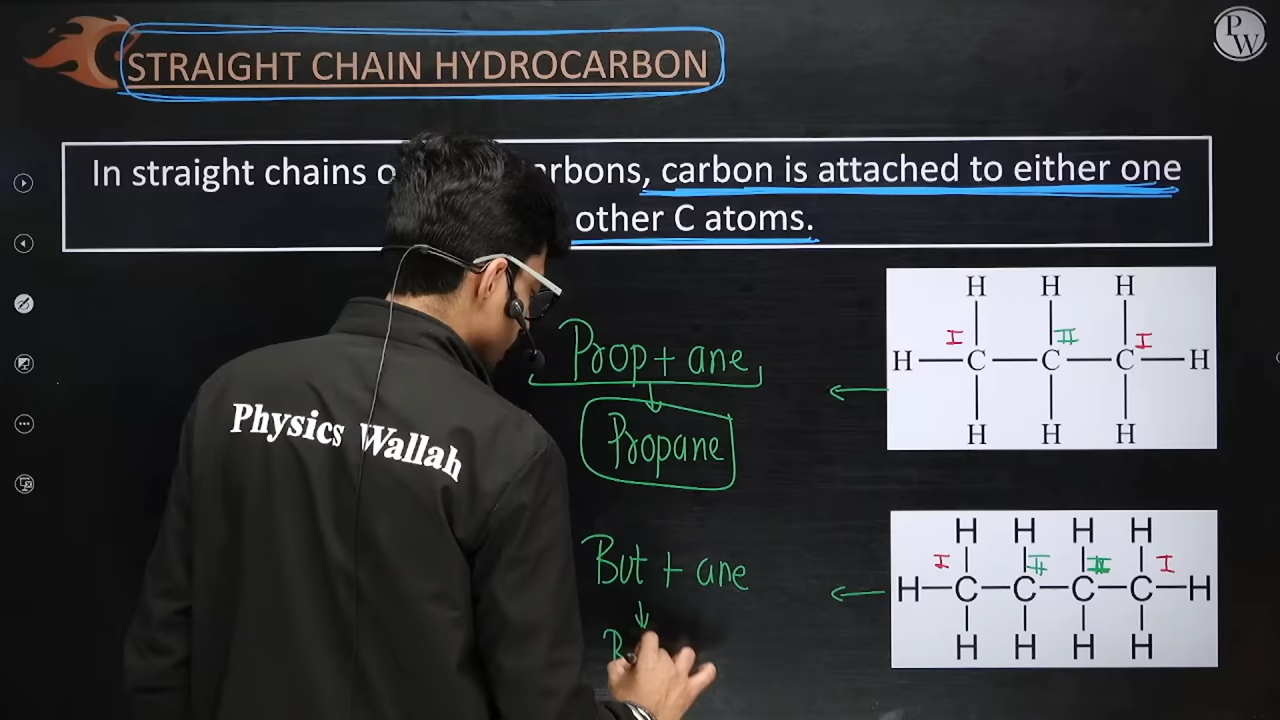 STRAIGHT CHAIN HYDROCARBON
PW
In straight chains arbons, carbon is attached to either one
other C atoms.
Prop + ane
Propane
But + ane
B
Physics Wallah
H H H
I II I
H C C C H
H H H
H H H H
I II II I
H C C C C H
H H H H